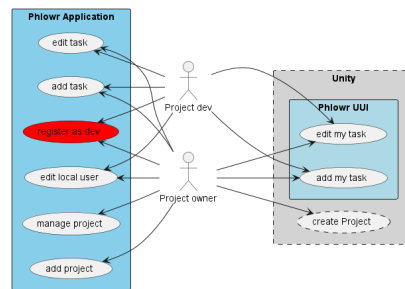 Phlowr Application
edit task
add task
register as dev
edit local user
manage project
add project
Project dev
Project owner
Unity
Phlowr UUI
edit my task
add my task
create Project